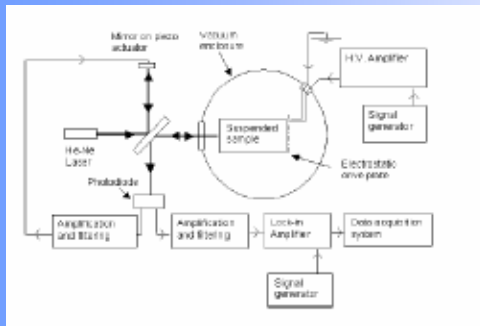 Mirror on piezo
actuator
Vacuum
enclosure
H.V. Amplifier
Signal
generator
Suspended
sample
He-Ne
Laser
Electrostatic
drive plate
Photodiode
Amplification
and filtering
Amplification
and filtering
Lock-in
Amplifier
Data acquisition
system
Signal
generator